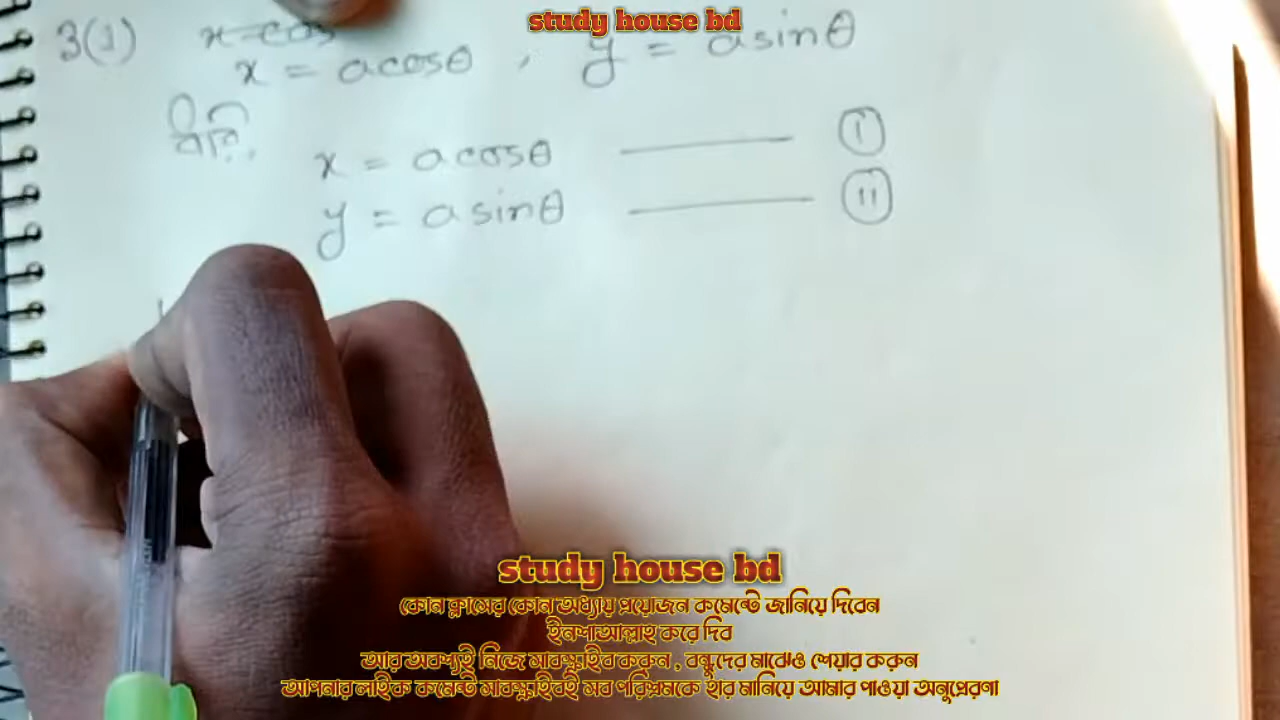 study house bd
3(1) x=cos
x = acosθ , y = asinθ
ধরি,
x = acosθ ——— (i)
y = asinθ ——— (ii)
study house bd
কোন ক্লাসের কোন অধ্যায় প্রয়োজন কমেন্টে জানিয়ে দিবেন
ইনশাআল্লাহ করে দিব
আর অবশ্যই নিজে সাবস্ক্রাইব করুন , বন্ধুদের মাঝেও শেয়ার করুন
আপনার লাইক কমেন্ট সাবস্ক্রাইবই সব পরিশ্রমকে হার মানিয়ে আমার পাওয়া অনুপ্রেরণা